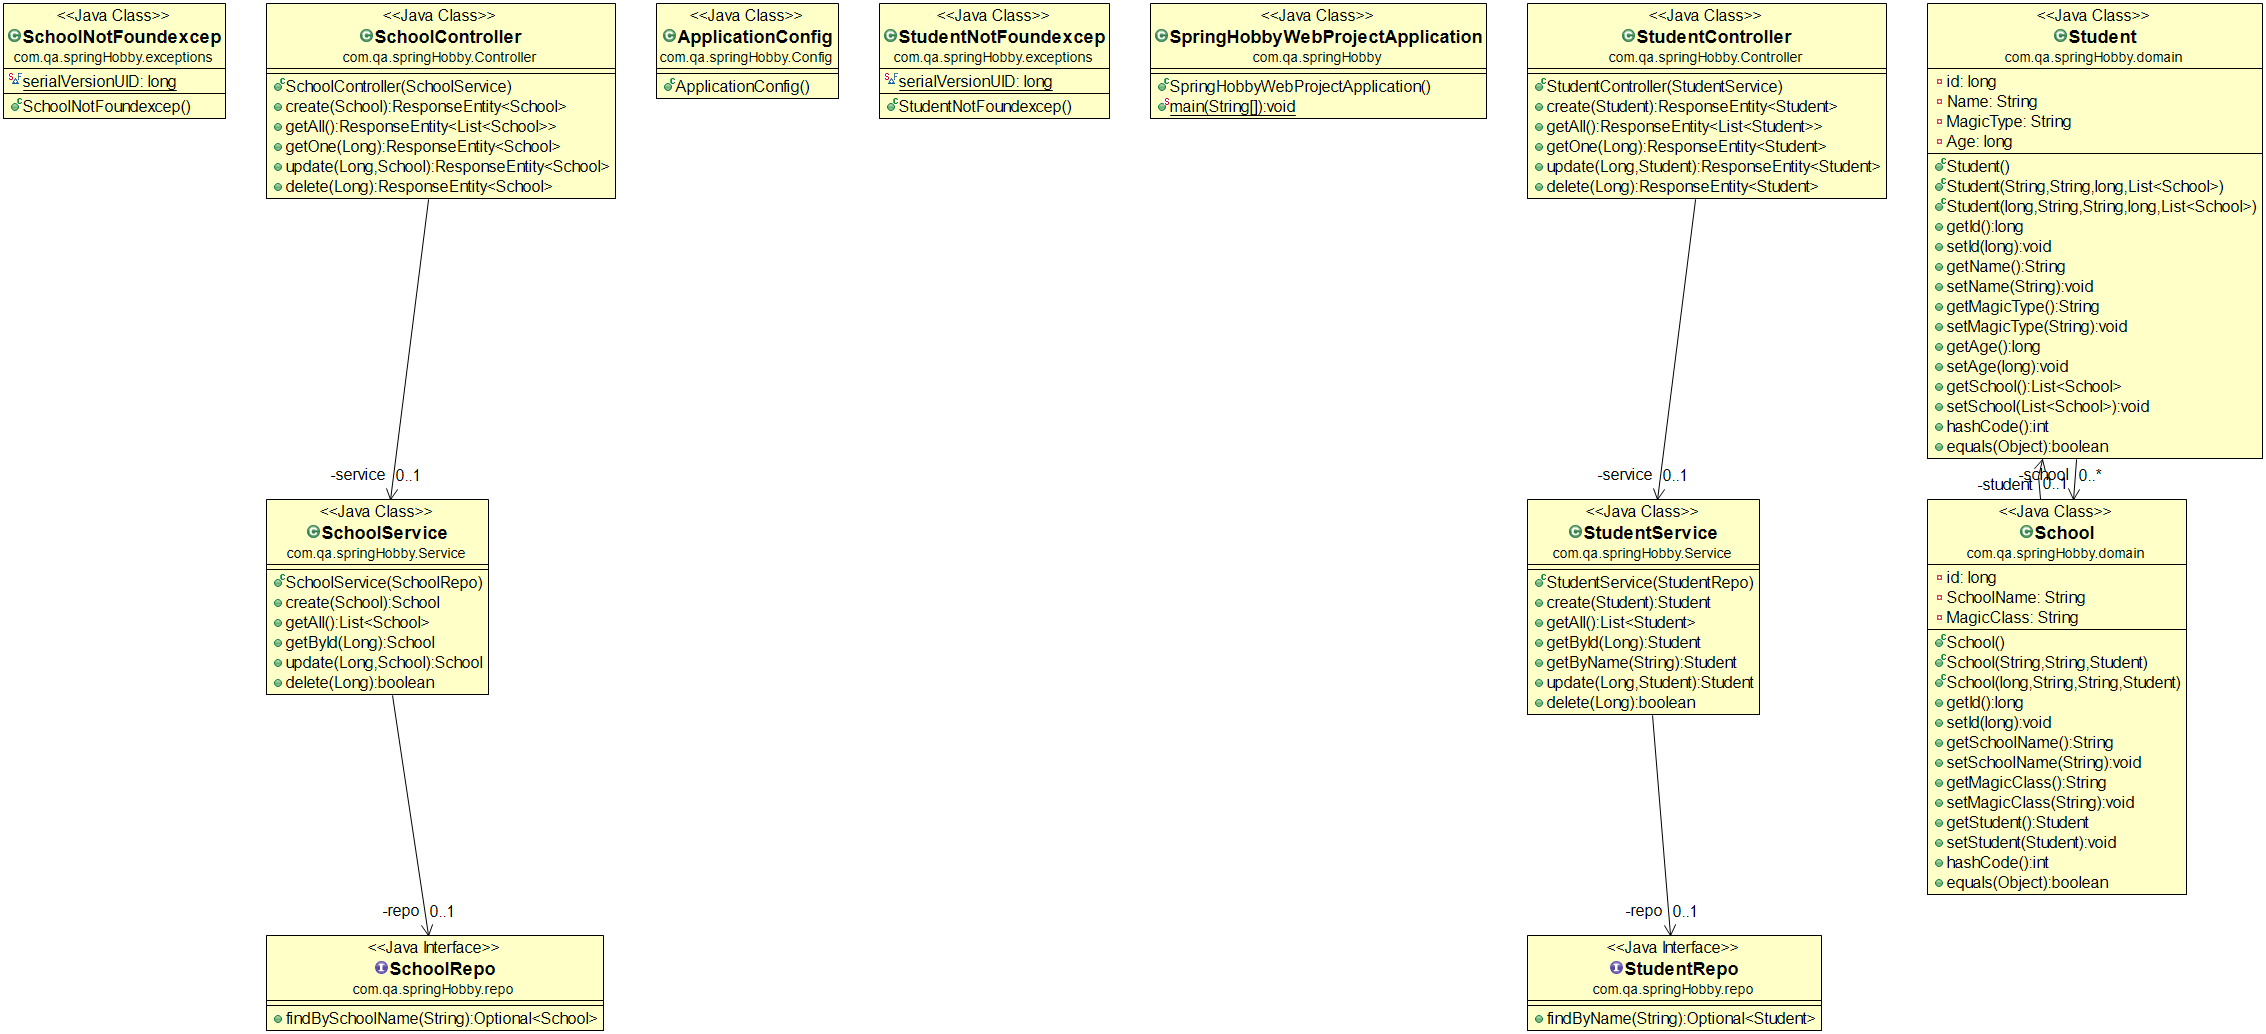 <<Java Class>>
SchoolNotFoundexcep
com.qa.springHobby.exceptions
serialVersionUID: long
SchoolNotFoundexcep()
<<Java Class>>
SchoolController
com.qa.springHobby.Controller
SchoolController(SchoolService)
create(School):ResponseEntity<School>
getAll():ResponseEntity<List<School>>
getOne(Long):ResponseEntity<School>
update(Long,School):ResponseEntity<School>
delete(Long):ResponseEntity<School>
<<Java Class>>
ApplicationConfig
com.qa.springHobby.Config
ApplicationConfig()
<<Java Class>>
StudentNotFoundexcep
com.qa.springHobby.exceptions
serialVersionUID: long
StudentNotFoundexcep()
<<Java Class>>
SpringHobbyWebProjectApplication
com.qa.springHobby
SpringHobbyWebProjectApplication()
main(String[]):void
<<Java Class>>
StudentController
com.qa.springHobby.Controller
StudentController(StudentService)
create(Student):ResponseEntity<Student>
getAll():ResponseEntity<List<Student>>
getOne(Long):ResponseEntity<Student>
update(Long,Student):ResponseEntity<Student>
delete(Long):ResponseEntity<Student>
<<Java Class>>
Student
com.qa.springHobby.domain
id: long
Name: String
MagicType: String
Age: long
Student()
Student(String,String,long,List<School>)
Student(long,String,String,long,List<School>)
getId():long
setId(long):void
getName():String
setName(String):void
getMagicType():String
setMagicType(String):void
getAge():long
setAge(long):void
getSchool():List<School>
setSchool(List<School>):void
hashCode():int
equals(Object):boolean
-service 0..1
-service 0..1
-school 0..*
-student 0..1
<<Java Class>>
SchoolService
com.qa.springHobby.Service
SchoolService(SchoolRepo)
create(School):School
getAll():List<School>
getById(Long):School
update(Long,School):School
delete(Long):boolean
<<Java Class>>
StudentService
com.qa.springHobby.Service
StudentService(StudentRepo)
create(Student):Student
getAll():List<Student>
getById(Long):Student
getByName(String):Student
update(Long,Student):Student
delete(Long):boolean
<<Java Class>>
School
com.qa.springHobby.domain
id: long
SchoolName: String
MagicClass: String
School()
School(String,String,Student)
School(long,String,String,Student)
getId():long
setId(long):void
getSchoolName():String
setSchoolName(String):void
getMagicClass():String
setMagicClass(String):void
getStudent():Student
setStudent(Student):void
hashCode():int
equals(Object):boolean
-repo 0..1
-repo 0..1
<<Java Interface>>
SchoolRepo
com.qa.springHobby.repo
findBySchoolName(String):Optional<School>
<<Java Interface>>
StudentRepo
com.qa.springHobby.repo
findByName(String):Optional<Student>